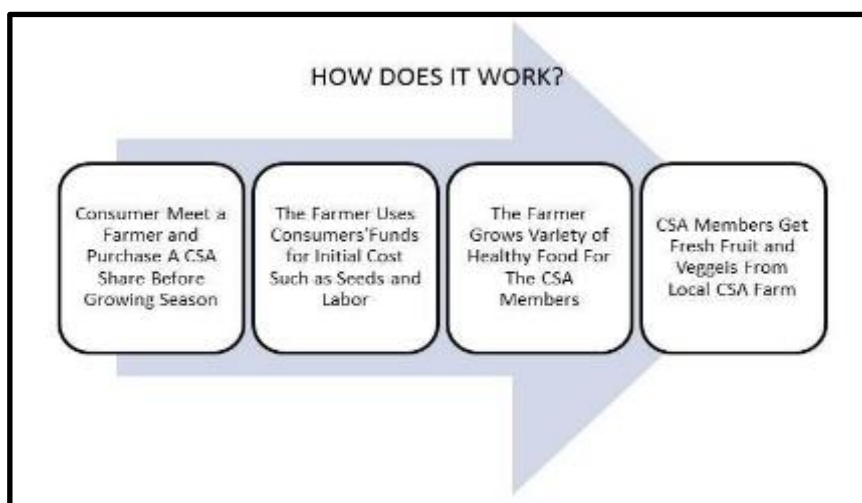 HOW DOES IT WORK?
Consumer Meet a
Farmer and
Purchase A CSA
Share Before
Growing Season
The Farmer Uses
Consumers'Funds
for Initial Cost
Such as Seeds and
Labor
The Farmer
Grows Variety of
Healthy Food For
The CSA
Members
CSA Members Get
Fresh Fruit and
Veggels From
Local CSA Farm